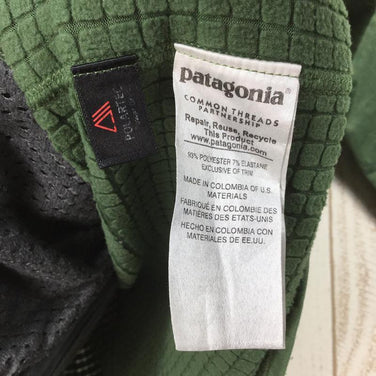 POLARTEC
patagonia
COMMON THREADS
PARTNERSHIP
Repair, Reuse, Recycle
This Product
www.patagonia.com
93% POLYESTER 7% ELASTANE
EXCLUSIVE OF TRIM
MADE IN COLOMBIA OF U.S.
MATERIALS
FABRIQUÉ EN COLOMBIE DES
MATIÈRES DES ETATS-UNIS
HECHO EN COLOMBIA CON
MATERIALES DE EE.UU.